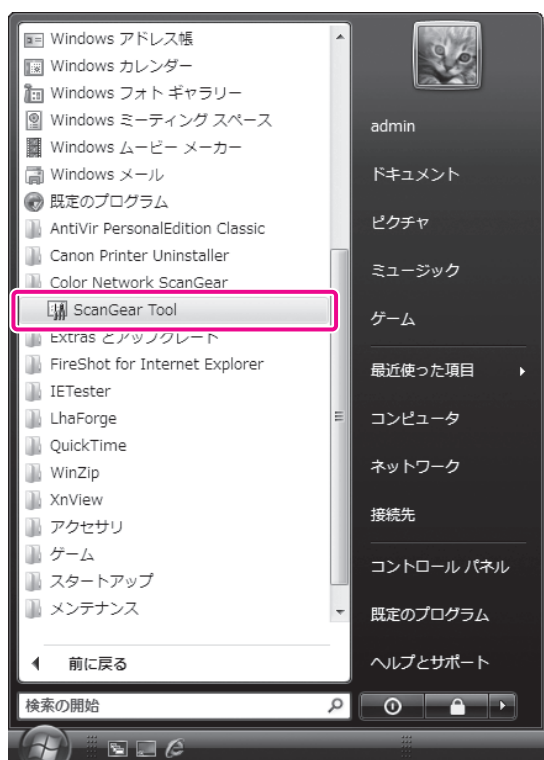 Windows アドレス帳
Windows カレンダー
Windows フォト ギャラリー
Windows ミーティング スペース
Windows ムービー メーカー
Windows メール
既定のプログラム
AntiVir PersonalEdition Classic
Canon Printer Uninstaller
Color Network ScanGear
ScanGear Tool
Extras とアップグレード
FireShot for Internet Explorer
IETester
LhaForge
QuickTime
WinZip
XnView
アクセサリ
ゲーム
スタートアップ
メンテナンス
前に戻る
検索の開始
admin
ドキュメント
ピクチャ
ミュージック
ゲーム
最近使った項目
コンピュータ
ネットワーク
接続先
コントロール パネル
既定のプログラム
ヘルプとサポート